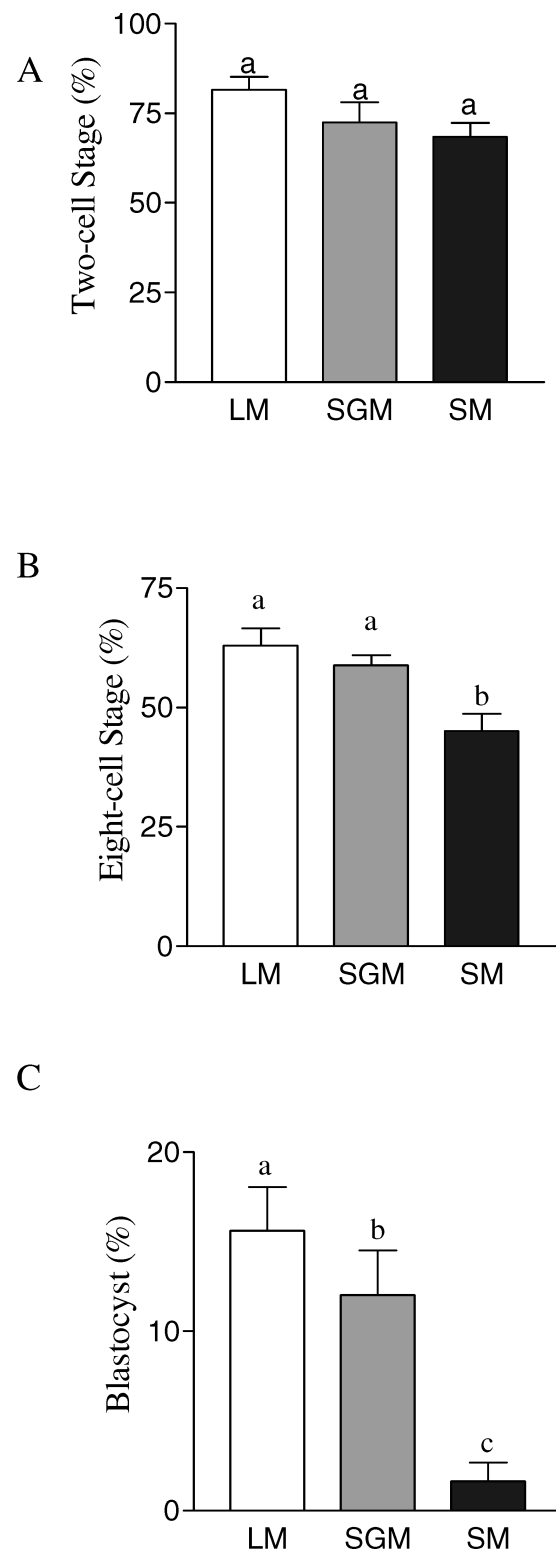 A
Two-cell Stage (%)
100
75
50
25
0
a
a
a
LM SGM SM
B
Eight-cell Stage (%)
75
50
25
0
a
a
b
LM SGM SM
C
Blastocyst (%)
20
10
0
a
b
c
LM SGM SM